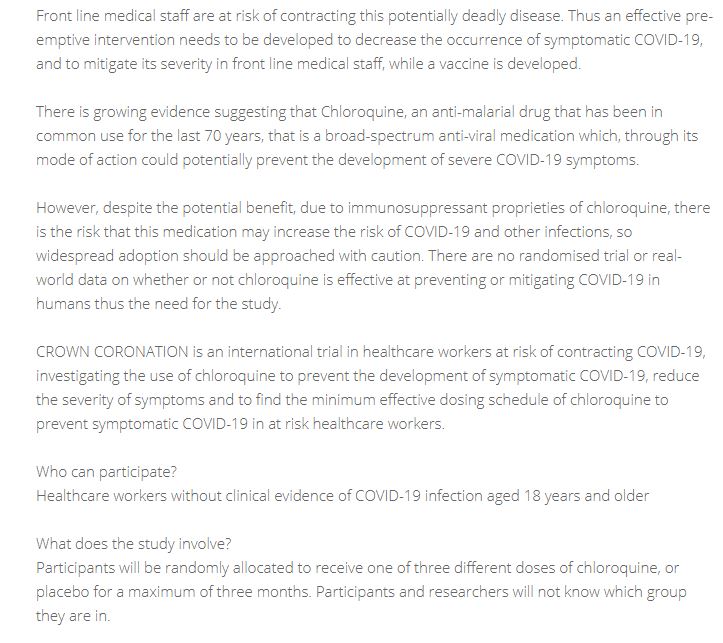 Front line medical staff are at risk of contracting this potentially deadly disease. Thus an effective pre-
emptive intervention needs to be developed to decrease the occurrence of symptomatic COVID-19,
and to mitigate its severity in front line medical staff, while a vaccine is developed.
There is growing evidence suggesting that Chloroquine, an anti-malarial drug that has been in
common use for the last 70 years, that is a broad-spectrum anti-viral medication which, through its
mode of action could potentially prevent the development of severe COVID-19 symptoms.
However, despite the potential benefit, due to immunosuppressant proprieties of chloroquine, there
is the risk that this medication may increase the risk of COVID-19 and other infections, so
widespread adoption should be approached with caution. There are no randomised trial or real-
world data on whether or not chloroquine is effective at preventing or mitigating COVID-19 in
humans thus the need for the study.
CROWN CORONATION is an international trial in healthcare workers at risk of contracting COVID-19,
investigating the use of chloroquine to prevent the development of symptomatic COVID-19, reduce
the severity of symptoms and to find the minimum effective dosing schedule of chloroquine to
prevent symptomatic COVID-19 in at risk healthcare workers.
Who can participate?
Healthcare workers without clinical evidence of COVID-19 infection aged 18 years and older
What does the study involve?
Participants will be randomly allocated to receive one of three different doses of chloroquine, or
placebo for a maximum of three months. Participants and researchers will not know which group
they are in.